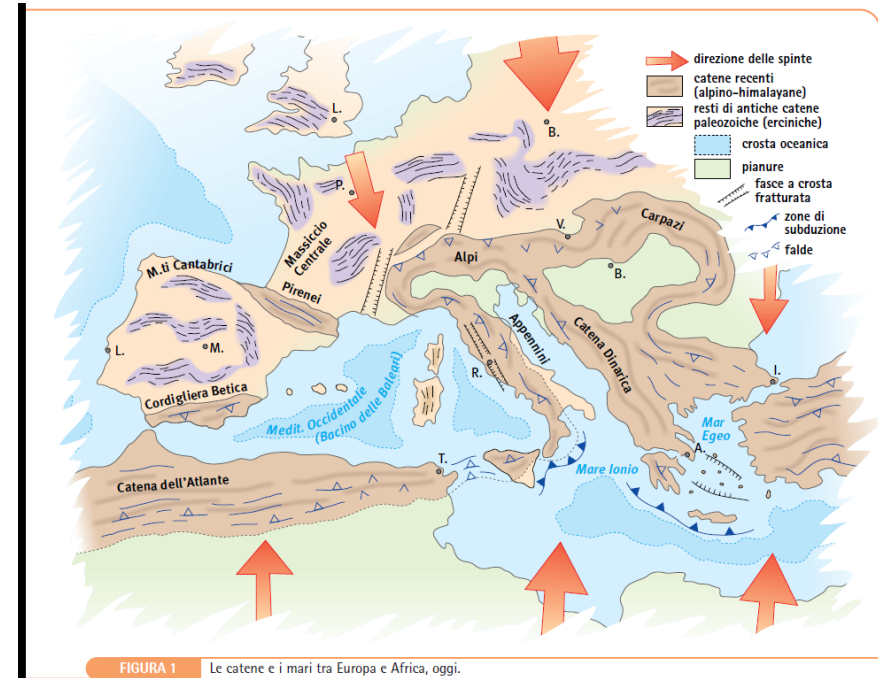 direzione delle spinte
catene recenti
(alpino-himalayane)
resti di antiche catene
paleozoiche (erciniche)
crosta oceanica
pianure
fasce a crosta
fratturata
zone di
subduzione
falde
L.
B.
P.
Massiccio
Centrale
V.
Carpazi
Alpi
B.
M.ti Cantabrici
Pirenei
Appennini
Catena Dinarica
L.
M.
R.
I.
Cordigliera Betica
Medit. Occidentale
(Bacino delle Baleari)
Mar
Egeo
A.
T.
Mare Ionio
Catena dell'Atlante
FIGURA 1 Le catene e i mari tra Europa e Africa, oggi.